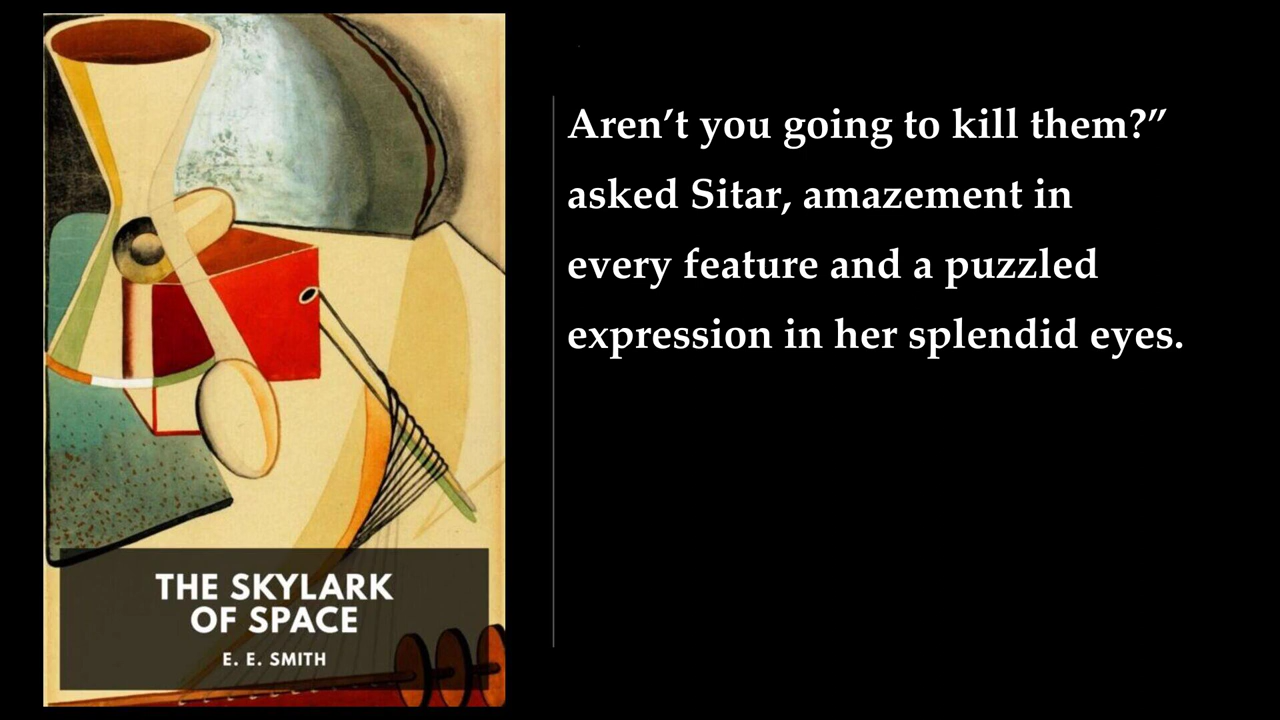 Aren’t you going to kill them?”
asked Sitar, amazement in
every feature and a puzzled
expression in her splendid eyes.
THE SKYLARK
OF SPACE
E. E. SMITH